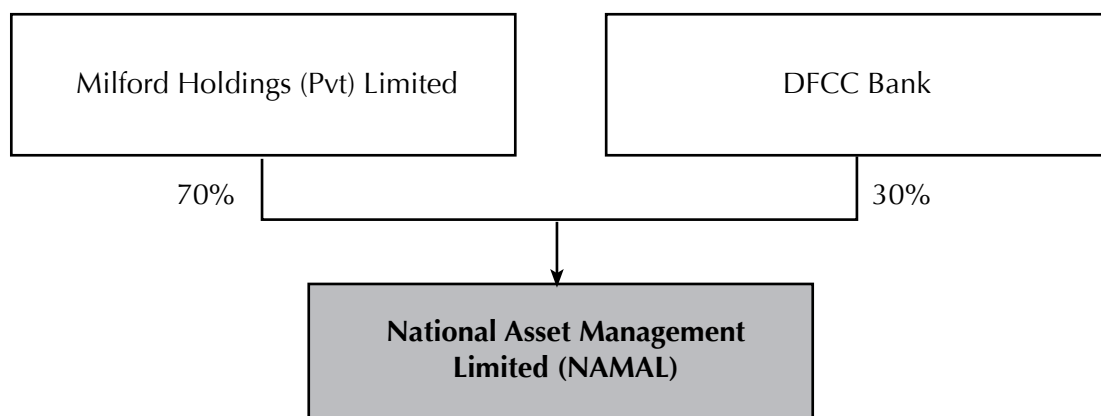 Milford Holdings (Pvt) Limited
DFCC Bank
70%
30%
National Asset Management
Limited (NAMAL)